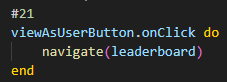 #21
viewAsUserButton.onClick do
    navigate(leaderboard)
end